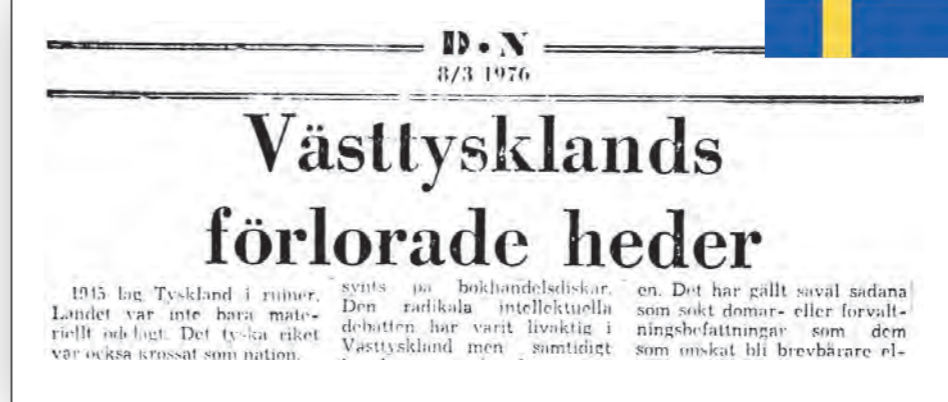 D•N
8/3 1976
Västtysklands
förlorade heder
1945 låg Tyskland i ruiner.
Landet var inte bara mate-
riellt ödelagt. Det tyska riket
var också krossat som nation.
synts på bokhandelsdiskar.
Den radikala intellektuella
debatten har varit livaktig i
Västtyskland men samtidigt
en. Det har gällt såväl sådana
som sökt domar- eller förvalt-
ningsbefattningar som dem
som önskat bli brevbärare el-